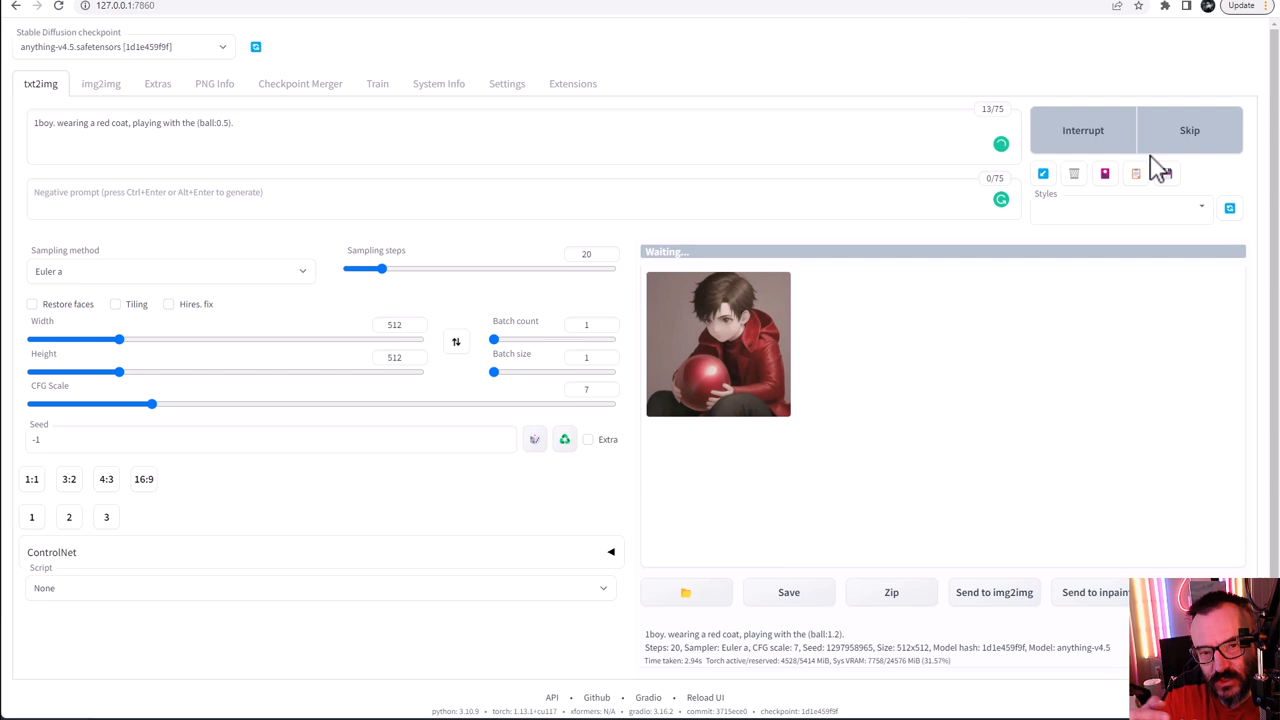 127.0.0.1:7860
Update
Stable Diffusion checkpoint
anything-v4.5.safetensors [1d1e459f9f]
txt2img
img2img
Extras
PNG Info
Checkpoint Merger
Train
System Info
Settings
Extensions
13/75
1boy. wearing a red coat, playing with the (ball:0.5).
Interrupt
Skip
0/75
Negative prompt (press Ctrl+Enter or Alt+Enter to generate)
Styles
Sampling method
Euler a
Sampling steps
20
Waiting...
Restore faces
Tiling
Hires. fix
Width
512
Height
512
Batch count
1
Batch size
1
CFG Scale
7
Seed
-1
Extra
1:1
3:2
4:3
16:9
1
2
3
ControlNet
Script
None
Save
Zip
Send to img2img
Send to inpain
1boy. wearing a red coat, playing with the (ball:1.2).
Steps: 20, Sampler: Euler a, CFG scale: 7, Seed: 1297958965, Size: 512x512, Model hash: 1d1e459f9f, Model: anything-v4.5
Time taken: 2.94s Torch active/reserved: 4528/5414 MiB, Sys VRAM: 7758/24576 MiB (31.57%)
API • Github • Gradio • Reload UI
python: 3.10.9 • torch: 1.13.1+cu117 • xformers: N/A • gradio: 3.16.2 • commit: 3715ece0 • checkpoint: 1d1e459f9f